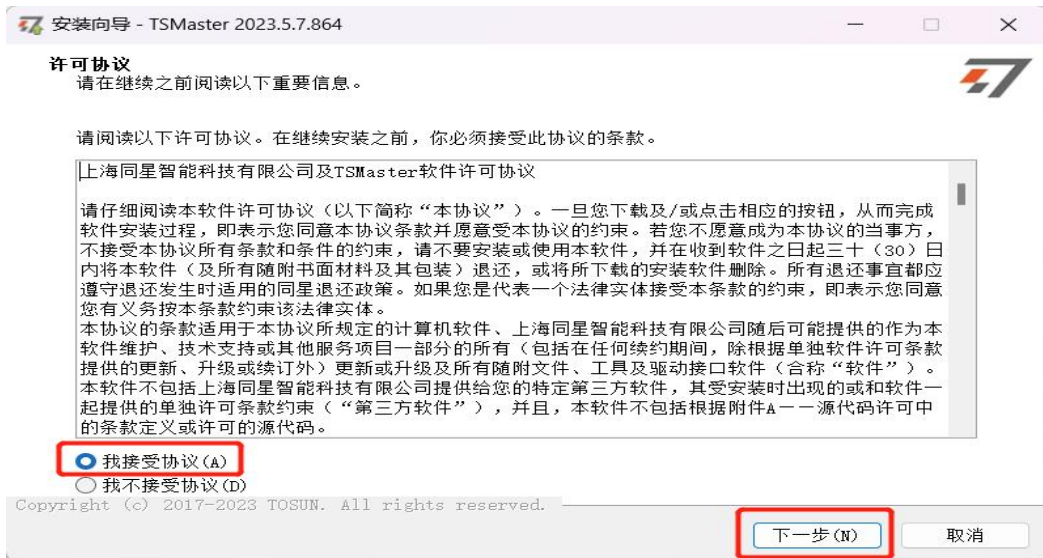 安装向导 - TSMaster 2023.5.7.864
许可协议
请在继续之前阅读以下重要信息。
请阅读以下许可协议。在继续安装之前，你必须接受此协议的条款。
上海同星智能科技有限公司及TSMaster软件许可协议
请仔细阅读本软件许可协议（以下简称“本协议”）。一旦您下载及/或点击相应的按钮，从而完成
软件安装过程，即表示您同意本协议条款并愿意受本协议的约束。若您不愿意成为本协议的当事方，
不接受本协议所有条款和条件的约束，请不要安装或使用本软件，并在收到软件之日起三十（30）日
内将本软件（及所有随附书面材料及其包装）退还，或将所下载的安装软件删除。所有退还事宜都应
遵守退还发生时适用的同星退还政策。如果您是代表一个法律实体接受本条款的约束，即表示您同意
您有义务按本条款约束该法律实体。
本协议的条款适用于本协议所规定的计算机软件、上海同星智能科技有限公司随后可能提供的作为本
软件维护、技术支持或其他服务项目一部分的所有（包括在任何续约期间，除根据单独软件许可条款
提供的更新、升级或续订外）更新或升级及所有随附文件、工具及驱动接口软件（合称“软件”）。
本软件不包括上海同星智能科技有限公司提供给您的特定第三方软件，其受安装时出现的或和软件一
起提供的单独许可条款约束（“第三方软件”），并且，本软件不包括根据附件A——源代码许可中
的条款定义或许可的源代码。
我接受协议(A)
我不接受协议(D)
Copyright (c) 2017-2023 TOSUN. All rights reserved.
下一步(N) 取消